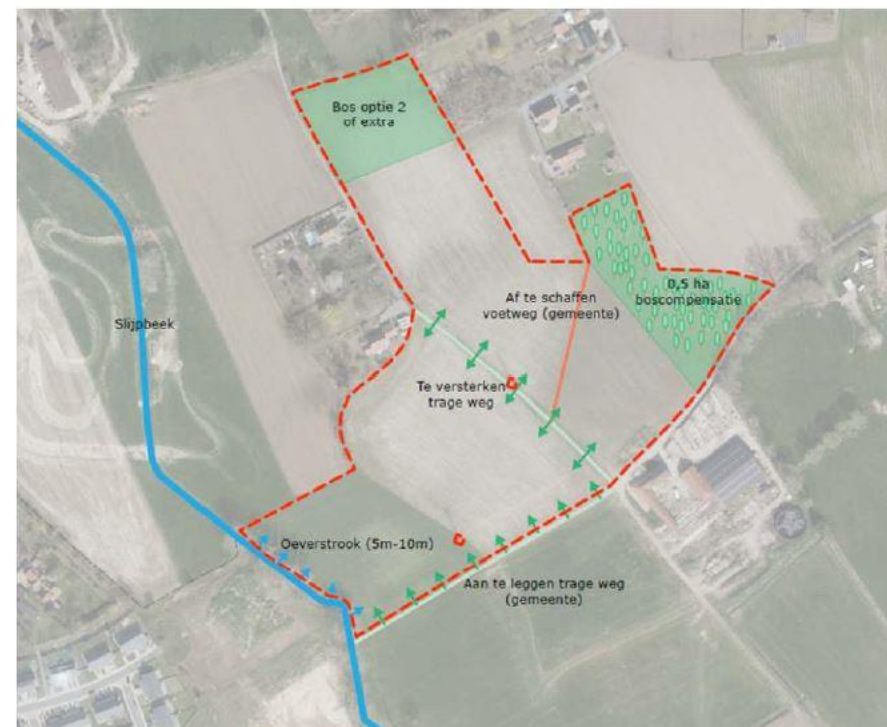 Bos optie 2
of extra
0,5 ha
boscompensatie
Af te schaffen
voetweg (gemeente)
Slijpbeek
Te versterken
trage weg
Oeverstrook (5m-10m)
Aan te leggen trage weg
(gemeente)